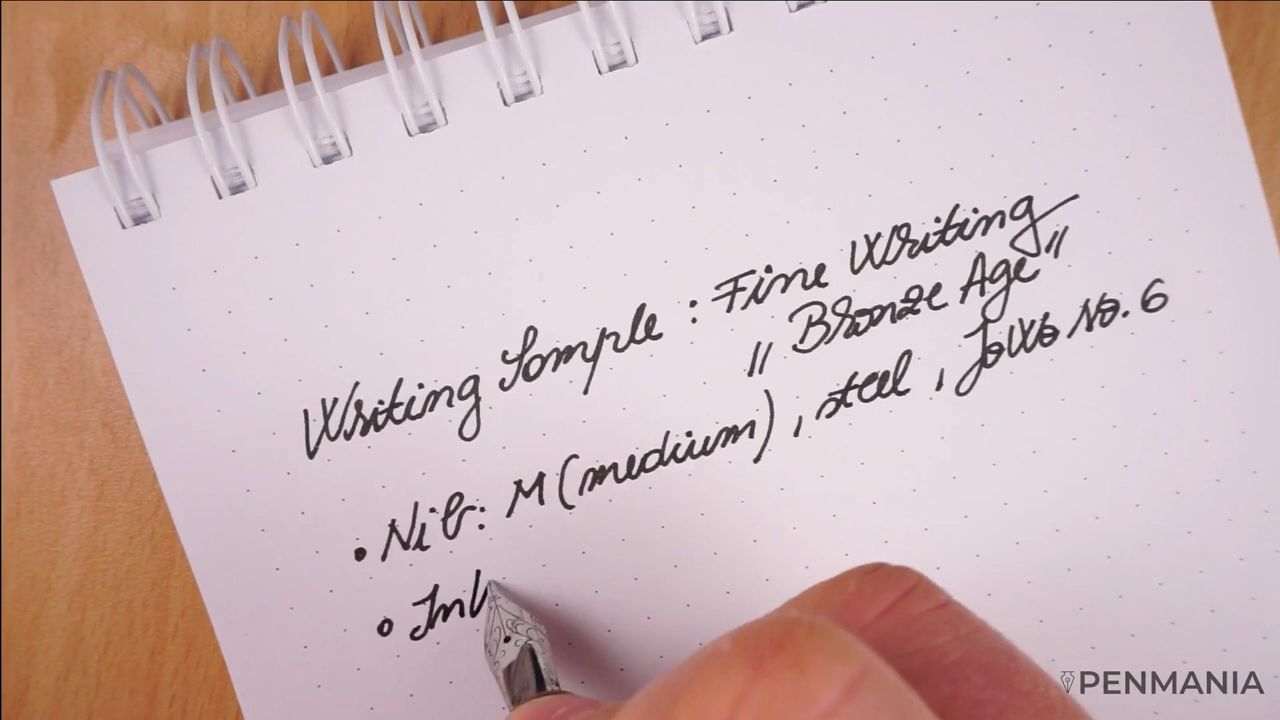 Writing Sample : Fine Writing
"Bronze Age"
• Nib: M (medium), steel, JoWo No. 6
• Ink
PENMANIA